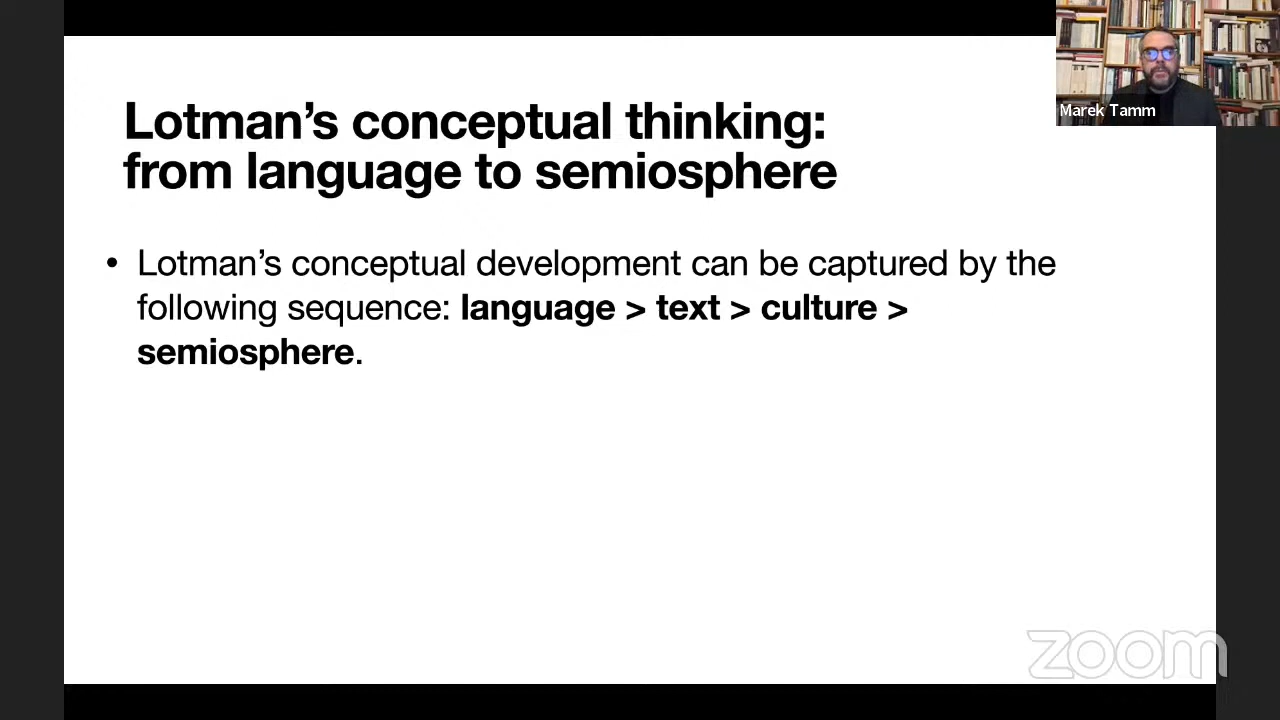 Marek Tamm
Lotman’s conceptual thinking:
from language to semiosphere
• Lotman’s conceptual development can be captured by the
following sequence: language > text > culture >
semiosphere.
zoom